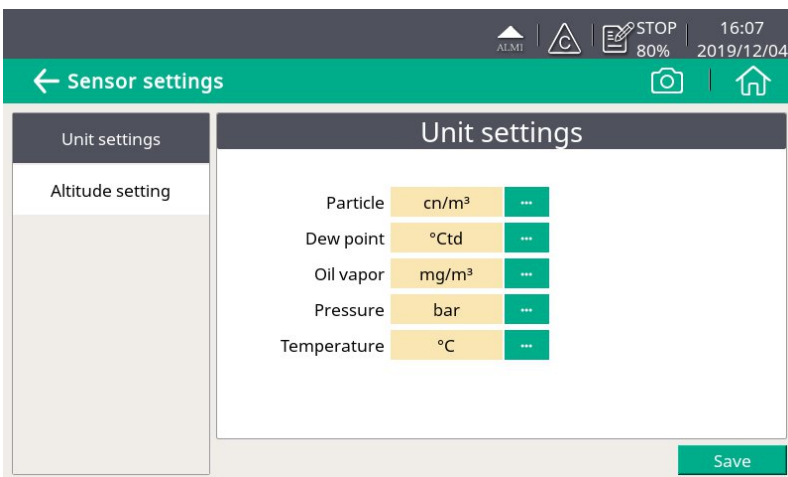 ALM1
C
STOP
80%
16:07
2019/12/04
Sensor settings
Unit settings
Altitude setting
Unit settings
Particle cn/m³ ...
Dew point °Ctd ...
Oil vapor mg/m³ ...
Pressure bar ...
Temperature °C ...
Save